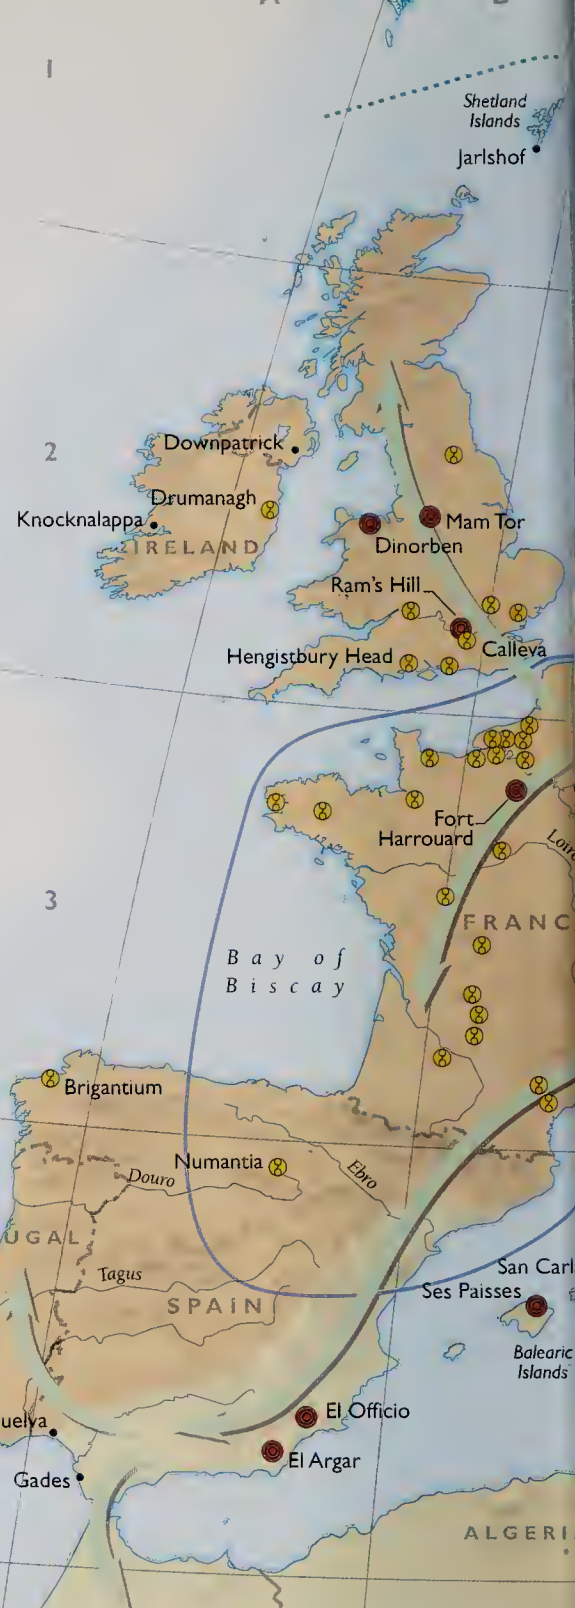 1
Shetland
Islands
Jarlshof
2
Downpatrick
Drumanagh
Knocknalappa
IRELAND
Mam Tor
Dinorben
Ram's Hill
Calleva
Hengistbury Head
Fort
Harrouard
Loire
3
FRANC
Bay of
Biscay
Brigantium
Numantia
Douro
Ebro
UGAL
Tagus
San Carl
Ses Paisses
SPAIN
Balearic
Islands
El Officio
uelva
El Argar
Gades
ALGERI